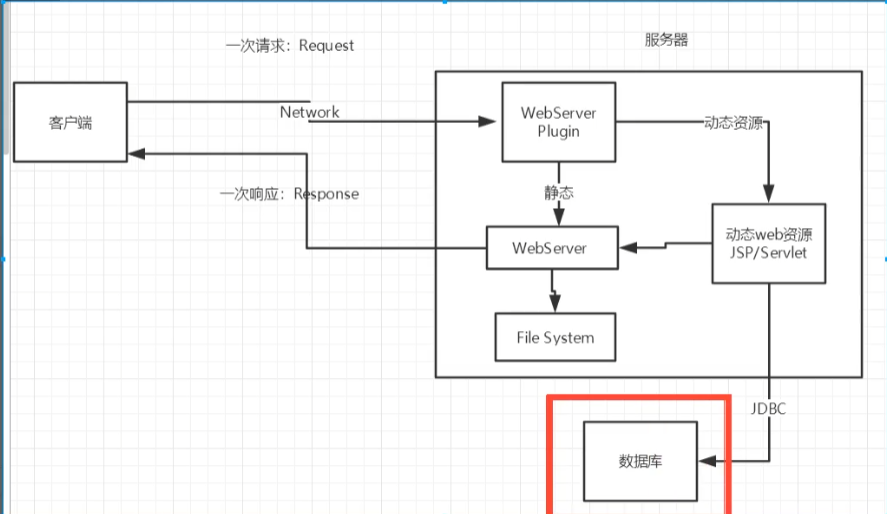 一次请求：Request
服务器
客户端
Network
WebServer
Plugin
动态资源
一次响应：Response
静态
动态web资源
JSP/Servlet
WebServer
File System
JDBC
数据库